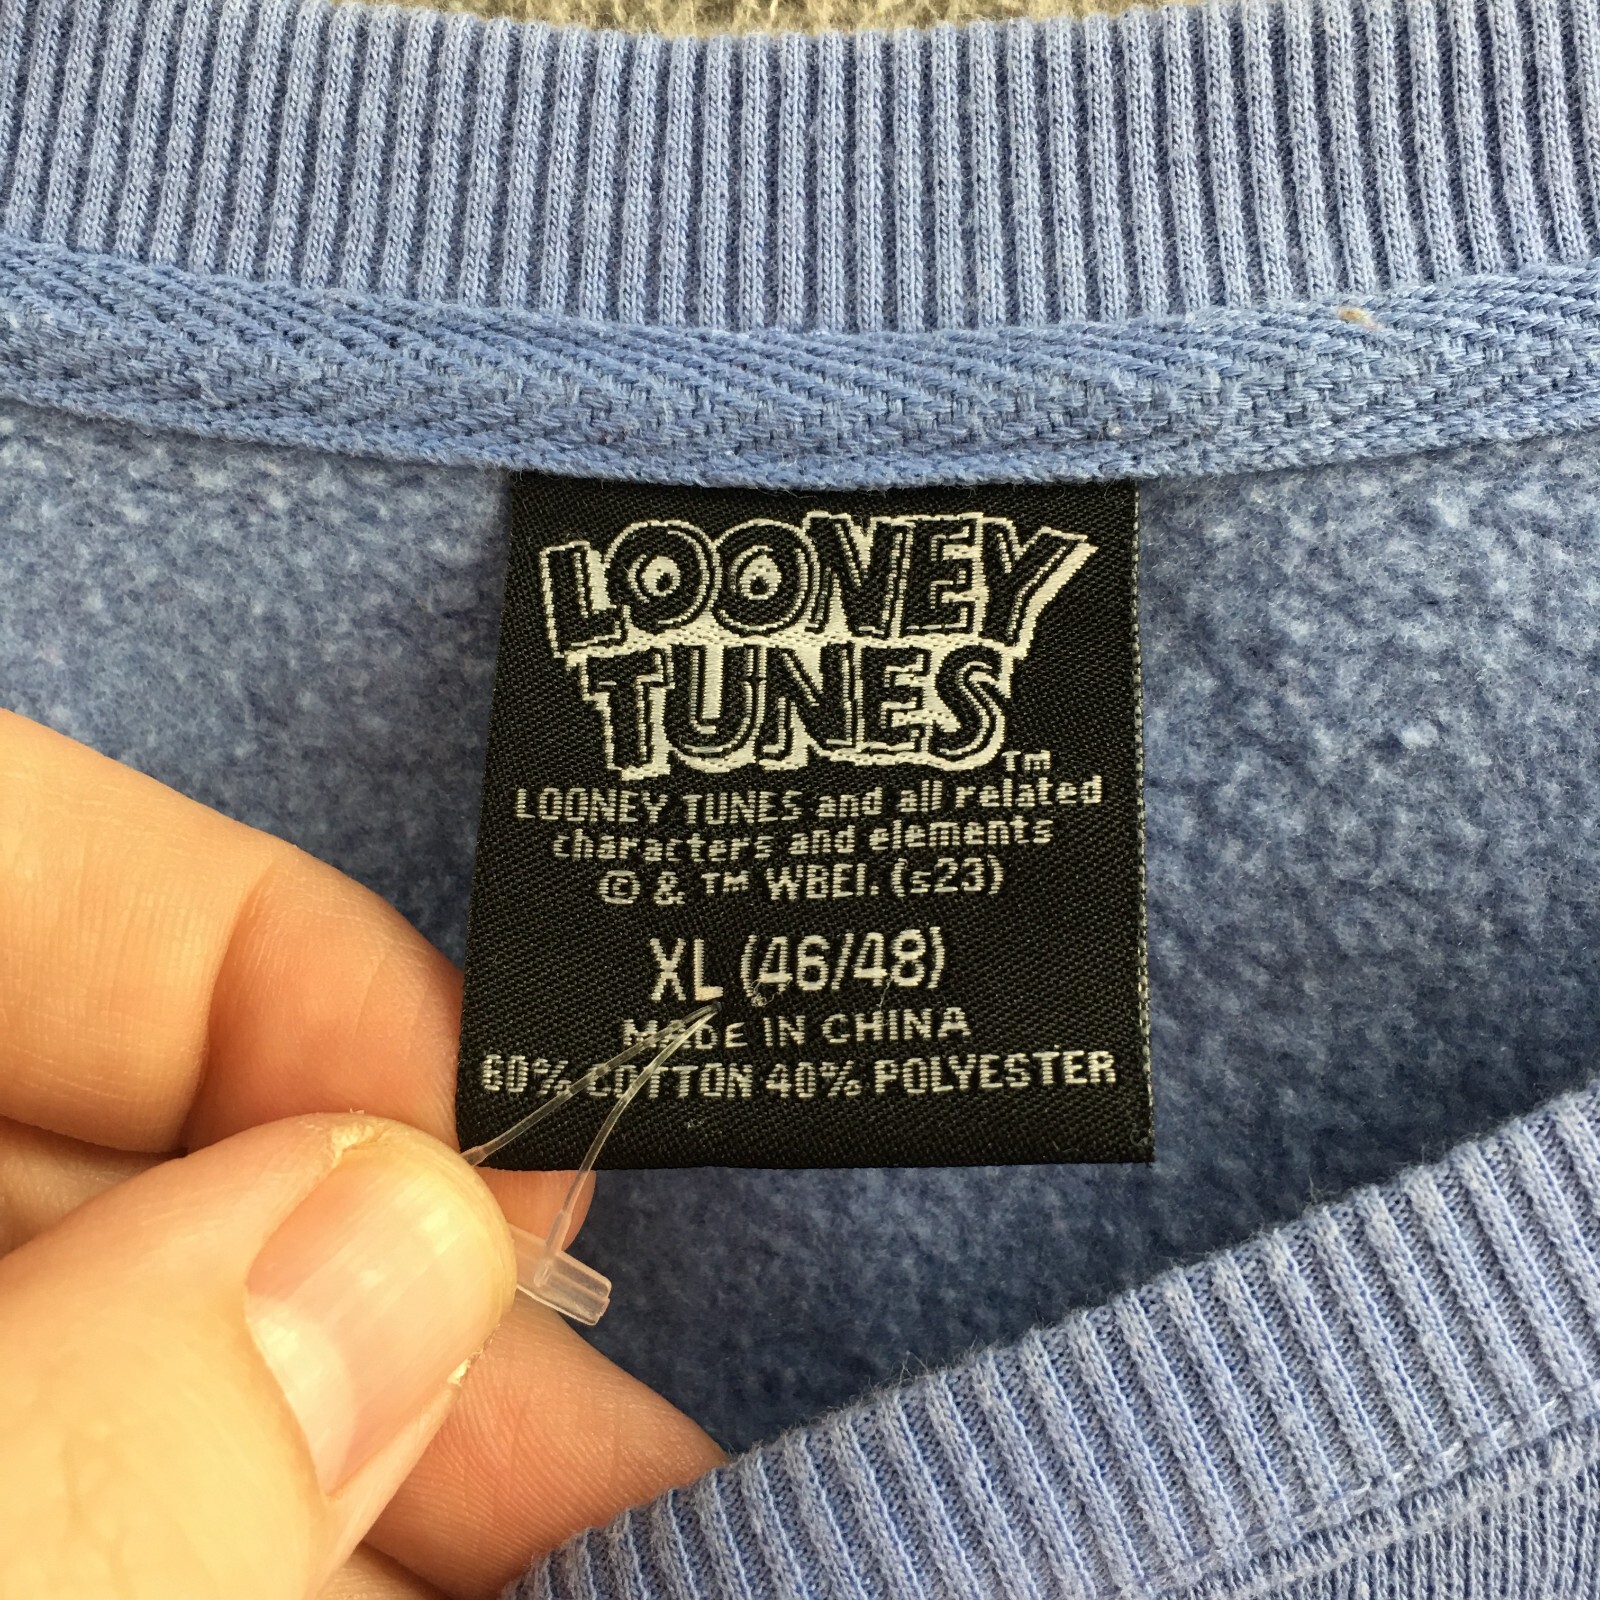 LOONEY
TUNES
TM
LOONEY TUNES and all related
characters and elements
© & ™ WBEI. (s23)
XL (46/48)
MADE IN CHINA
60% COTTON 40% POLYESTER